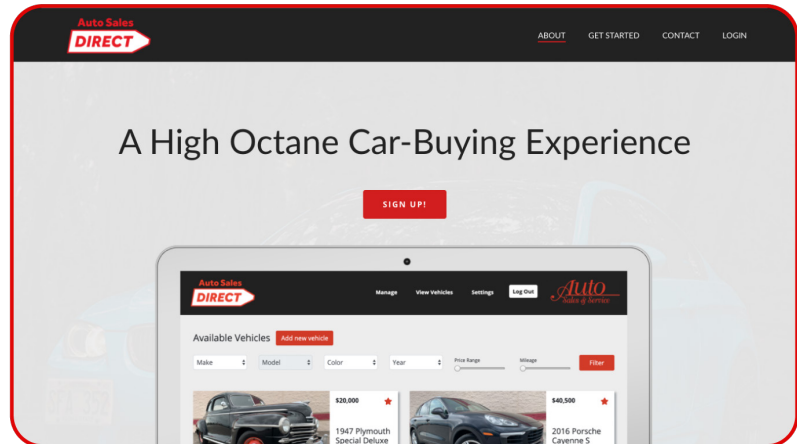 Auto Sales
DIRECT
ABOUT GET STARTED CONTACT LOGIN
A High Octane Car-Buying Experience
SIGN UP!
Auto Sales
DIRECT
Manage View Vehicles Settings Log Out
Auto
Sales & Service
Available Vehicles Add new vehicle
Make Model Color Year Price Range Mileage Filter
$20,000
1947 Plymouth
Special Deluxe
$40,500
2016 Porsche
Cayenne S